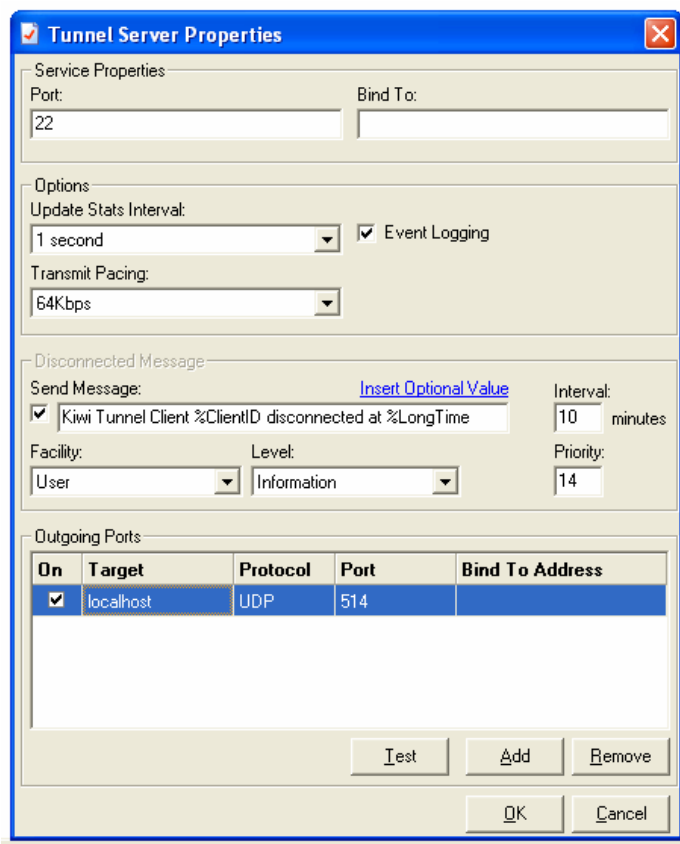 Tunnel Server Properties
Service Properties
Port: Bind To:
22
Options
Update Stats Interval:
1 second Event Logging
Transmit Pacing:
64Kbps
Disconnected Message
Send Message: Insert Optional Value Interval:
Kiwi Tunnel Client %ClientID disconnected at %LongTime 10 minutes
Facility: Level: Priority:
User Information 14
Outgoing Ports
On Target Protocol Port Bind To Address
localhost UDP 514
Test Add Remove
OK Cancel